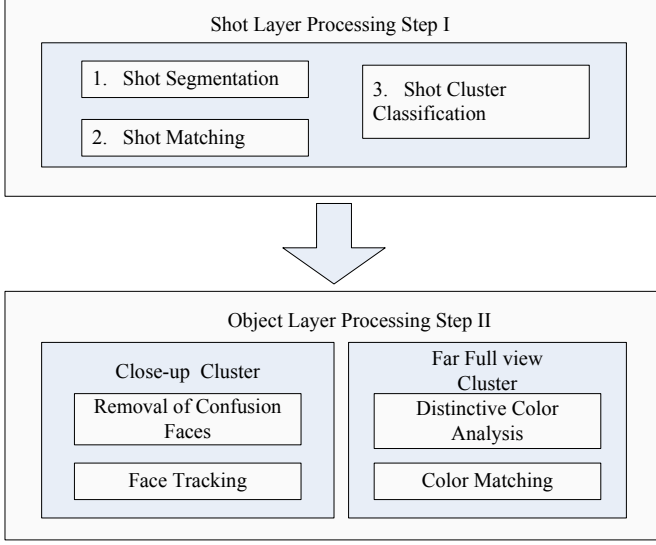 Shot Layer Processing Step I
1. Shot Segmentation
2. Shot Matching
3. Shot Cluster
Classification
Object Layer Processing Step II
Close-up Cluster
Removal of Confusion
Faces
Face Tracking
Far Full view
Cluster
Distinctive Color
Analysis
Color Matching